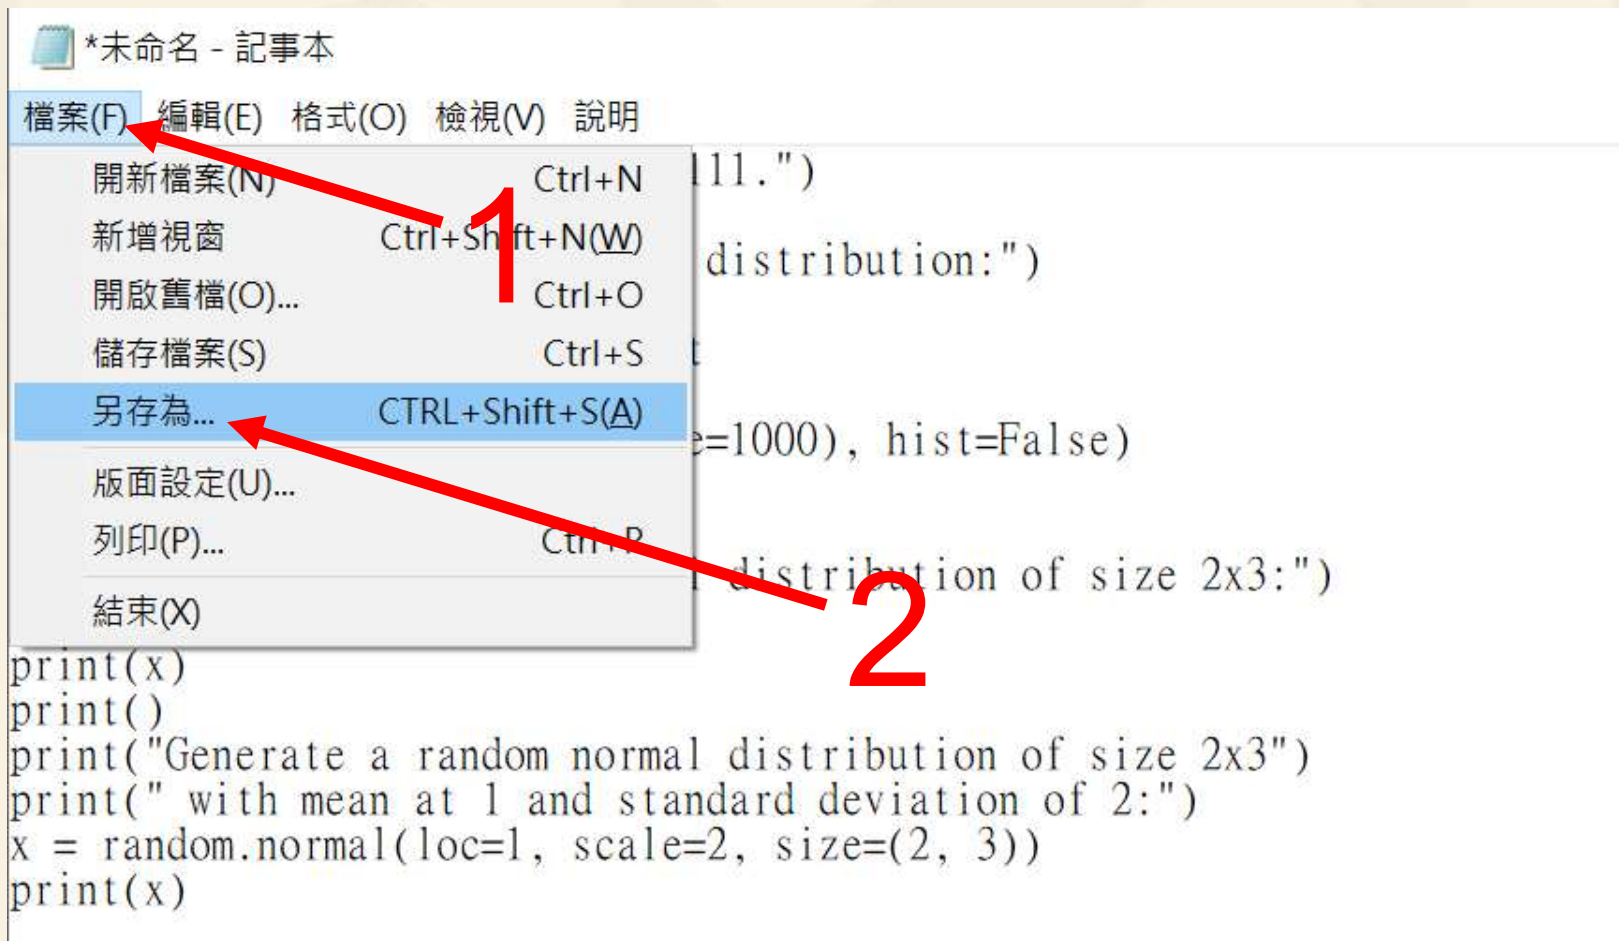 *未命名 - 記事本
檔案(F) 編輯(E) 格式(O) 檢視(V) 說明
開新檔案(N) Ctrl+N
新增視窗 Ctrl+Shift+N(W)
開啟舊檔(O)... Ctrl+O
儲存檔案(S) Ctrl+S
另存為... CTRL+Shift+S(A)
版面設定(U)...
列印(P)... Ctrl+P
結束(X)
1
2
lll.")
distribution:")
=1000), hist=False)
distribution of size 2x3:")
print(x)
print()
print("Generate a random normal distribution of size 2x3")
print(" with mean at 1 and standard deviation of 2:")
x = random.normal(loc=1, scale=2, size=(2, 3))
print(x)